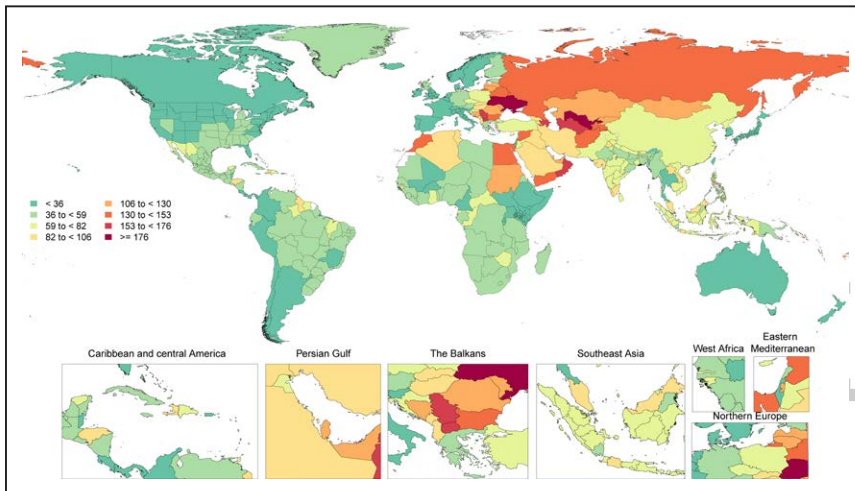 < 36
36 to < 59
59 to < 82
82 to < 106
106 to < 130
130 to < 153
153 to < 176
>= 176
Caribbean and central America
Persian Gulf
The Balkans
Southeast Asia
West Africa
Eastern
Mediterranean
Northern Europe